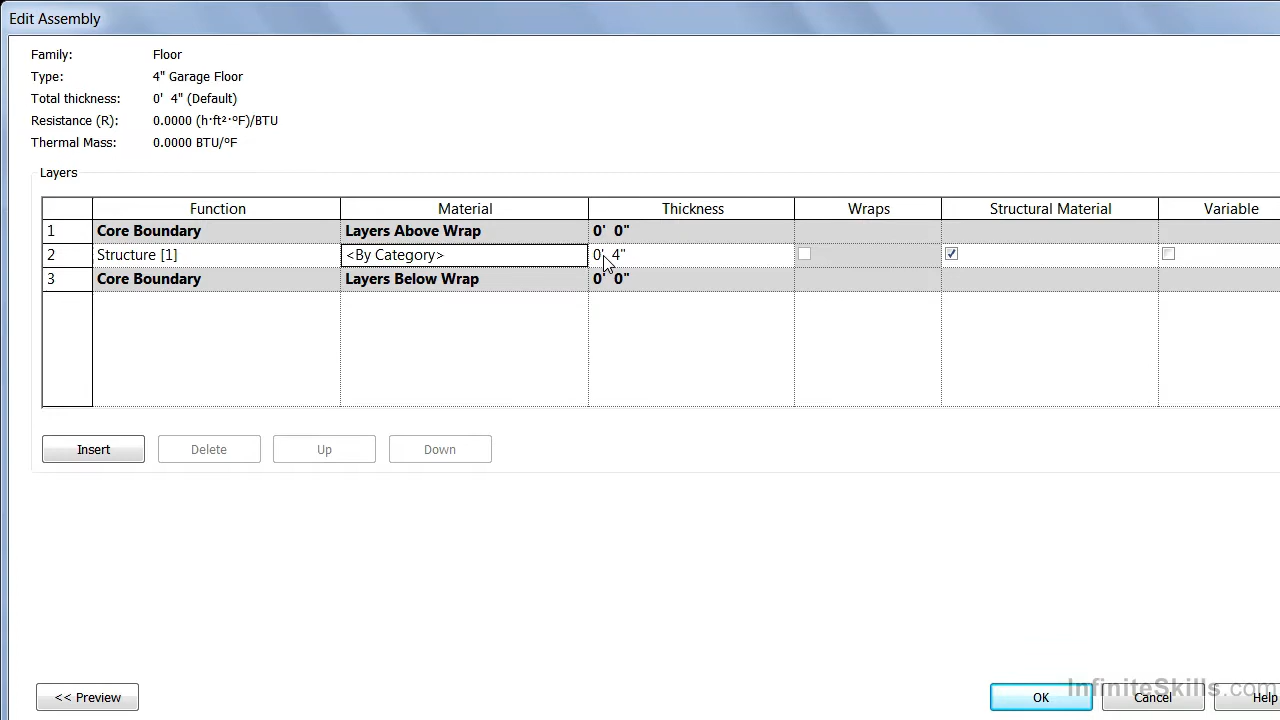 Edit Assembly
Family: Floor
Type: 4" Garage Floor
Total thickness: 0' 4" (Default)
Resistance (R): 0.0000 (h·ft²·ºF)/BTU
Thermal Mass: 0.0000 BTU/ºF
Layers
Function Material Thickness Wraps Structural Material Variable
1 Core Boundary Layers Above Wrap 0' 0"
2 Structure [1] <By Category> 0' 4"
3 Core Boundary Layers Below Wrap 0' 0"
Insert Delete Up Down
<< Preview OK Cancel Help
InfiniteSkills.com